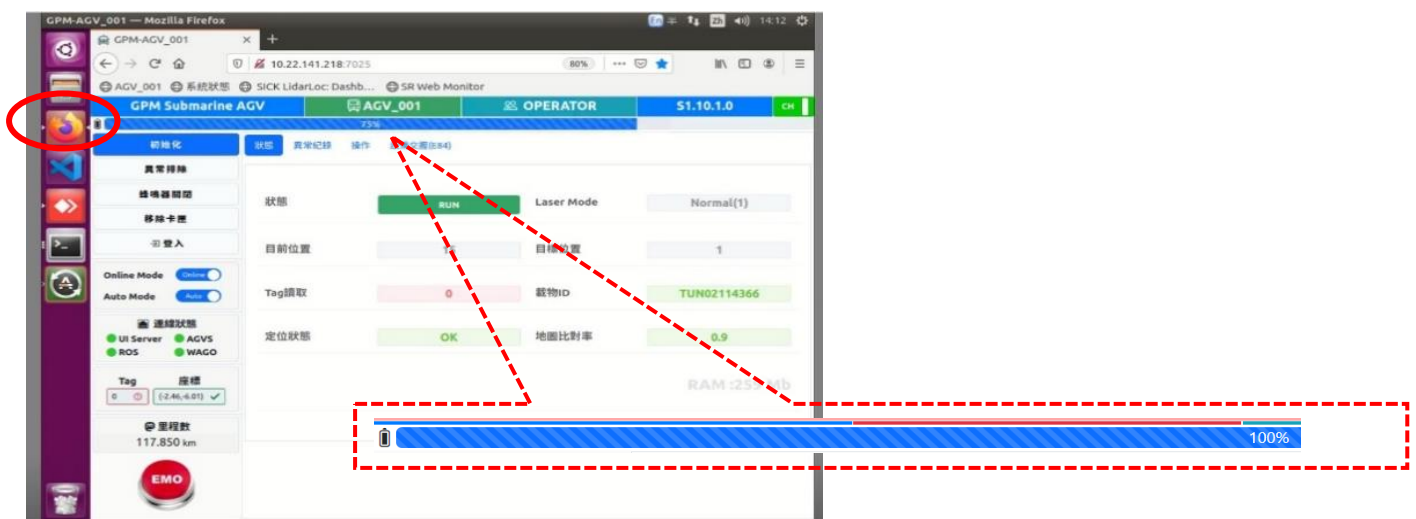 GPM-AGV_001 — Mozilla Firefox
En
Zh
14:12
GPM-AGV_001
10.22.141.218:7025
80%
AGV_001 系統狀態 SICK LidarLoc: Dashb... SR Web Monitor
GPM Submarine AGV AGV_001 OPERATOR S1.10.1.0 CH
75%
初始化 狀態 異常紀錄 操作 (E84)
異常掃除
蜂鳴器關閉
移除卡匣
登入
狀態 RUN Laser Mode Normal(1)
目前位置 目標位置 1
Online Mode Online
Auto Mode Auto
Tag讀取 0 載物ID TUN02114366
連線狀態
UI Server AGVS
ROS WAGO
定位狀態 OK 地圖比對率 0.9
Tag 座標
0 (-2.46,-6.01)
RAM :255 Mb
里程數
117.850 km
100%
EMO